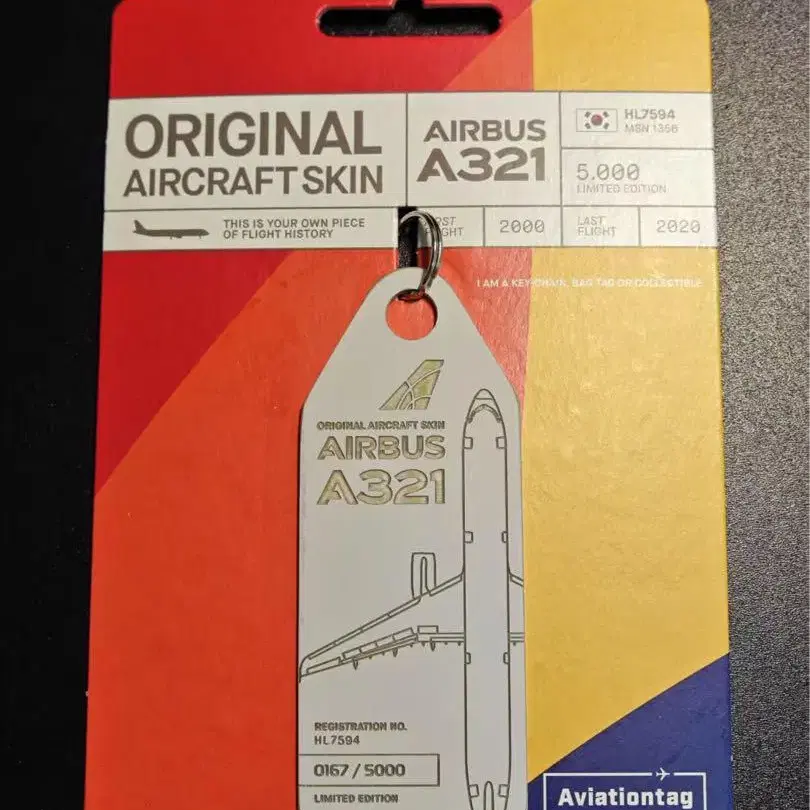 ORIGINAL
AIRCRAFT SKIN
AIRBUS
A321
HL7594
MSN 1356
5.000
LIMITED EDITION
THIS IS YOUR OWN PIECE
OF FLIGHT HISTORY
2000
LAST
FLIGHT
2020
I AM A KEY-CHAIN, BAG TAG OR COLLECTIBLE
ORIGINAL AIRCRAFT SKIN
AIRBUS
A321
REGISTRATION NO.
HL7594
0167 / 5000
LIMITED EDITION
Aviationtag